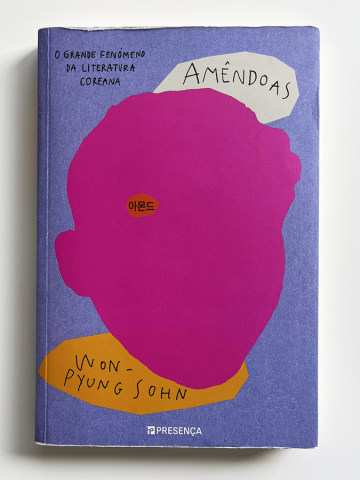 O GRANDE FENÓMENO
DA LITERATURA
COREANA
AMÊNDOAS
아몬드
WON-
PYUNG SOHN
PRESENÇA